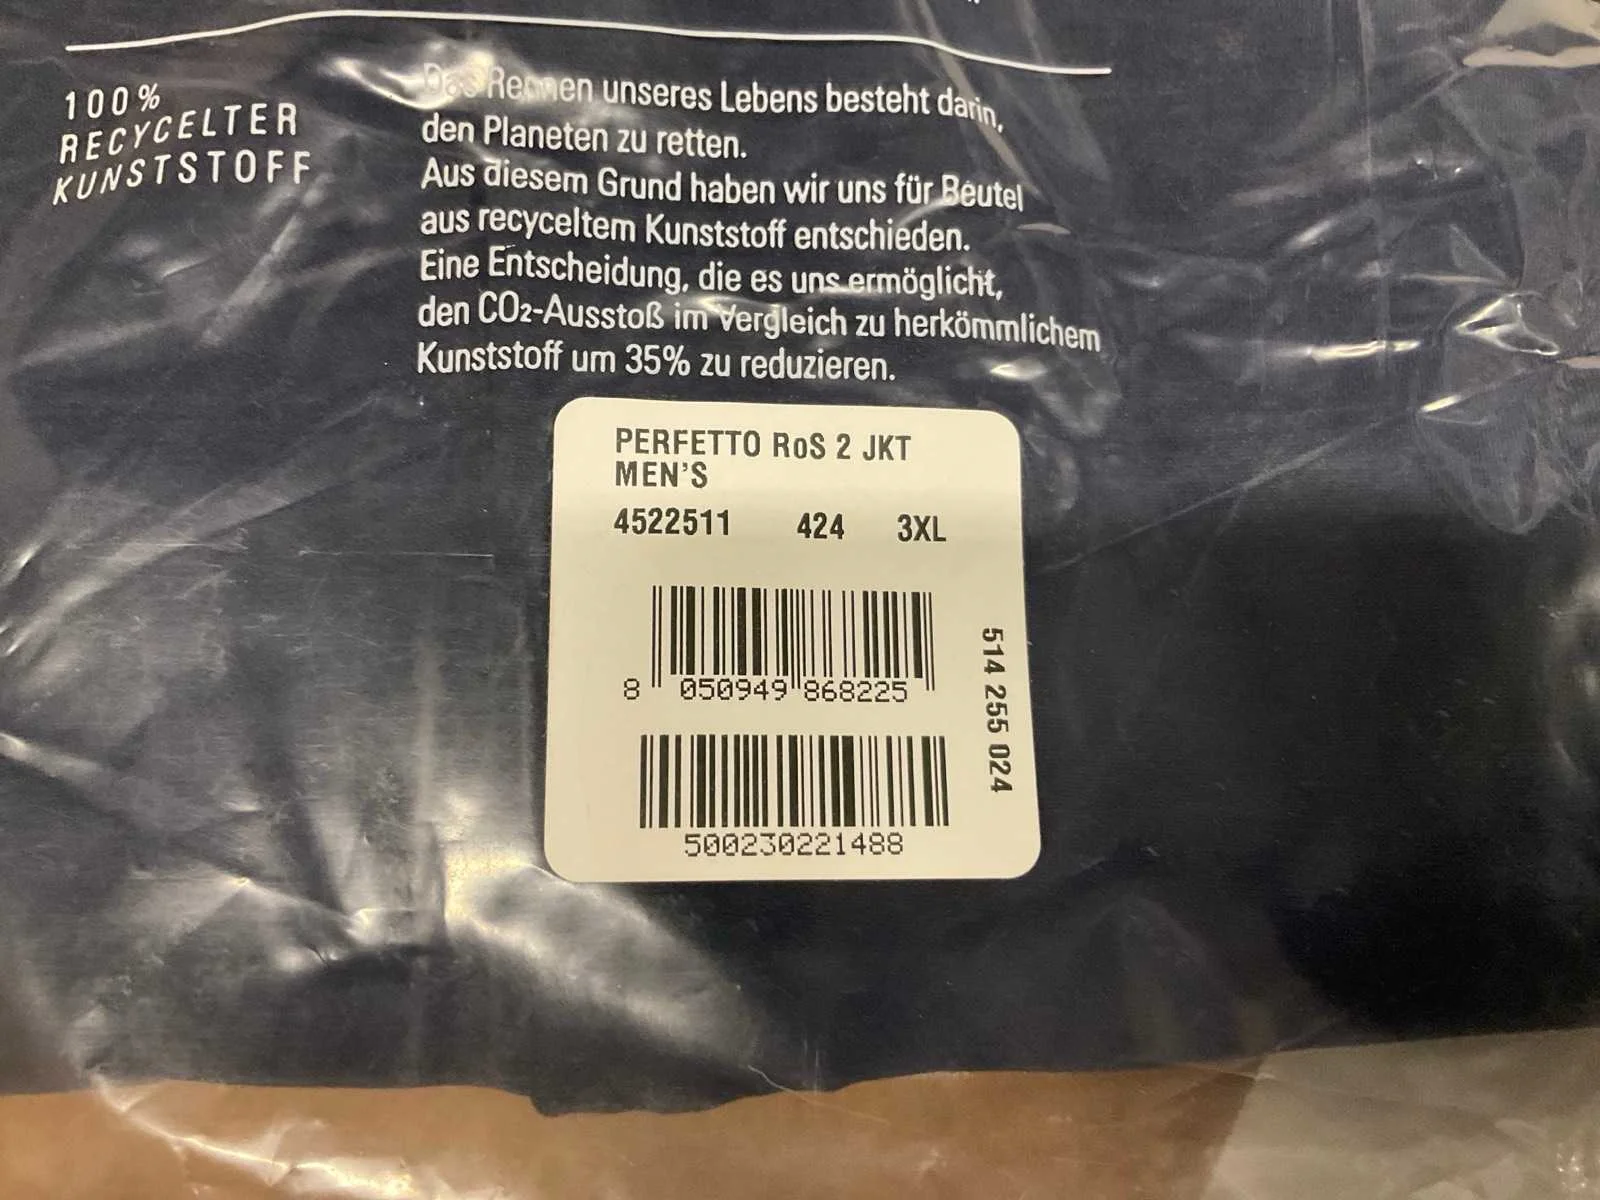 100%
RECYCELTER
KUNSTSTOFF
Das Rennen unseres Lebens besteht darin,
den Planeten zu retten.
Aus diesem Grund haben wir uns für Beutel
aus recyceltem Kunststoff entschieden.
Eine Entscheidung, die es uns ermöglicht,
den CO₂-Ausstoß im Vergleich zu herkömmlichem
Kunststoff um 35% zu reduzieren.
PERFETTO RoS 2 JKT
MEN'S
4522511 424 3XL
8 050949 868225
514 255 024
500230221488